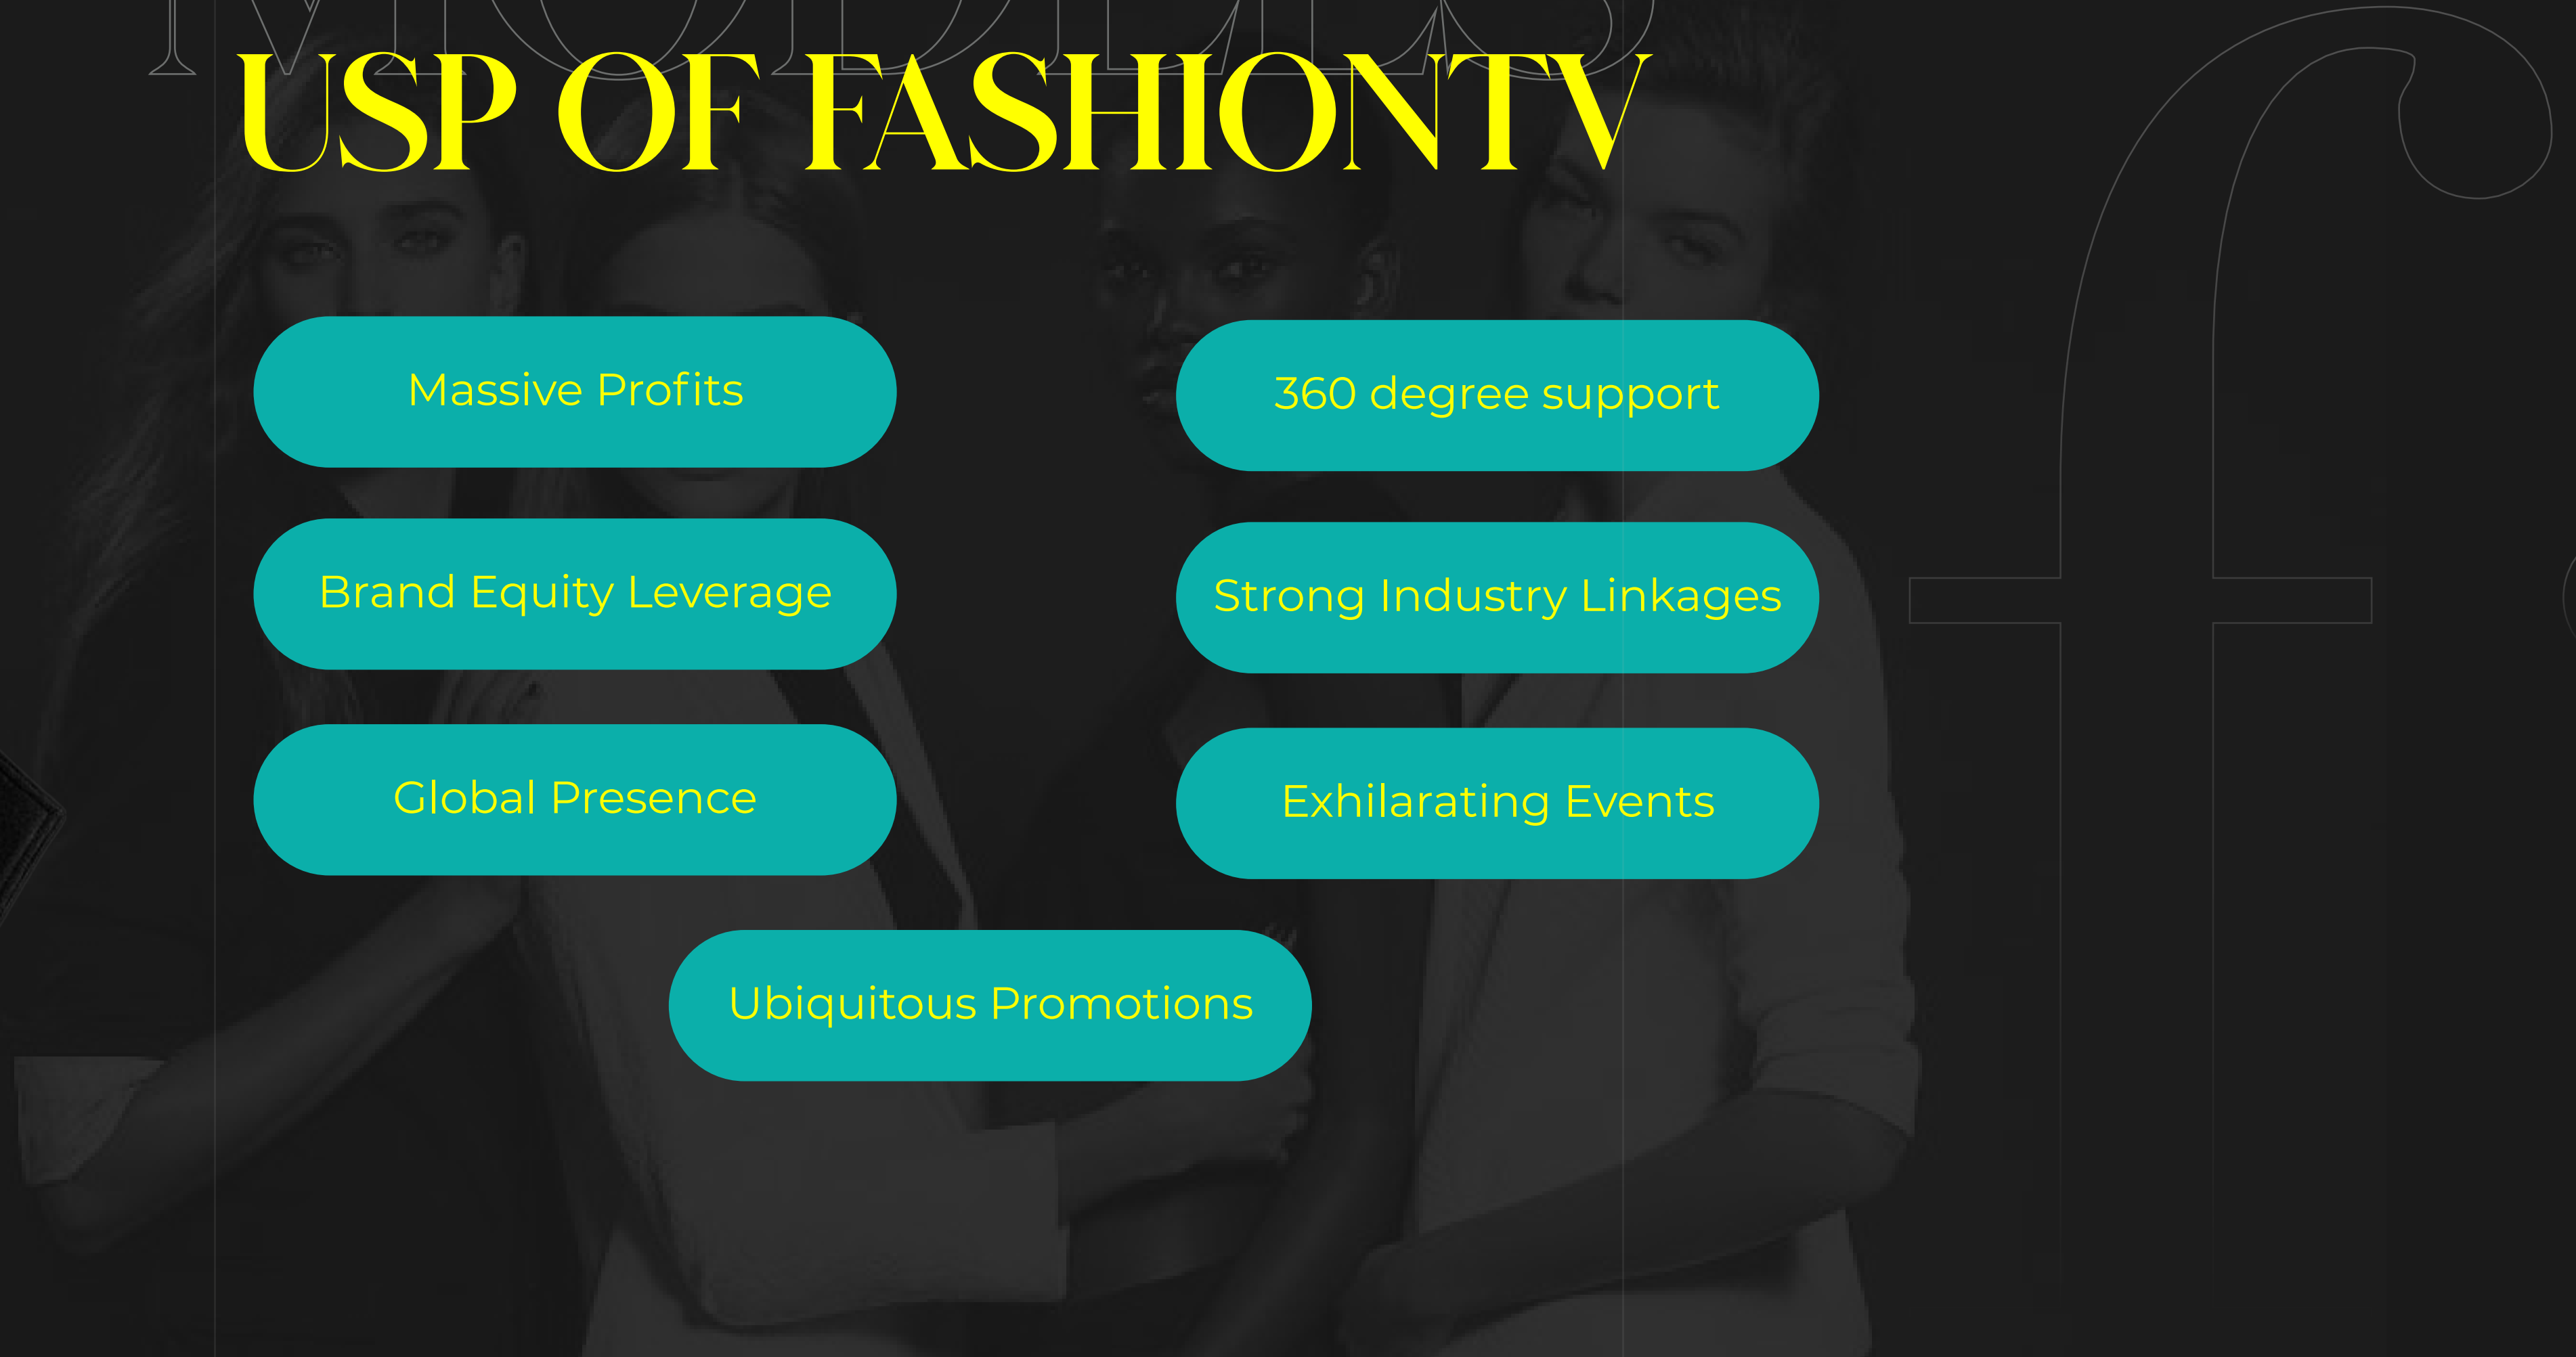 MODELS
USP OF FASHIONTV
Massive Profits
360 degree support
Brand Equity Leverage
Strong Industry Linkages
Global Presence
Exhilarating Events
Ubiquitous Promotions
f